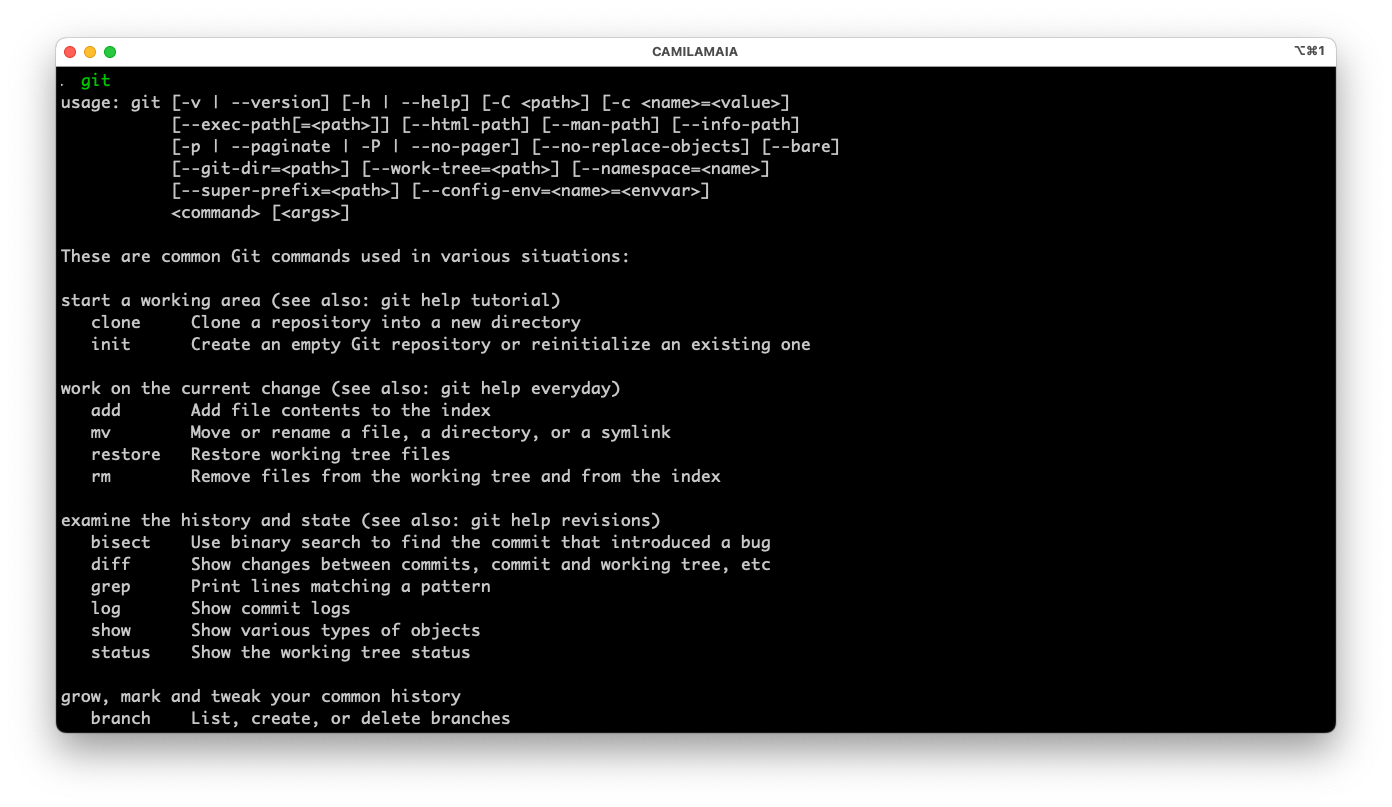 CAMILAMAIA
⌥⌘1
. git
usage: git [-v | --version] [-h | --help] [-C <path>] [-c <name>=<value>]
           [--exec-path[=<path>]] [--html-path] [--man-path] [--info-path]
           [-p | --paginate | -P | --no-pager] [--no-replace-objects] [--bare]
           [--git-dir=<path>] [--work-tree=<path>] [--namespace=<name>]
           [--super-prefix=<path>] [--config-env=<name>=<envvar>]
           <command> [<args>]

These are common Git commands used in various situations:

start a working area (see also: git help tutorial)
   clone     Clone a repository into a new directory
   init      Create an empty Git repository or reinitialize an existing one

work on the current change (see also: git help everyday)
   add       Add file contents to the index
   mv        Move or rename a file, a directory, or a symlink
   restore   Restore working tree files
   rm        Remove files from the working tree and from the index

examine the history and state (see also: git help revisions)
   bisect    Use binary search to find the commit that introduced a bug
   diff      Show changes between commits, commit and working tree, etc
   grep      Print lines matching a pattern
   log       Show commit logs
   show      Show various types of objects
   status    Show the working tree status

grow, mark and tweak your common history
   branch    List, create, or delete branches